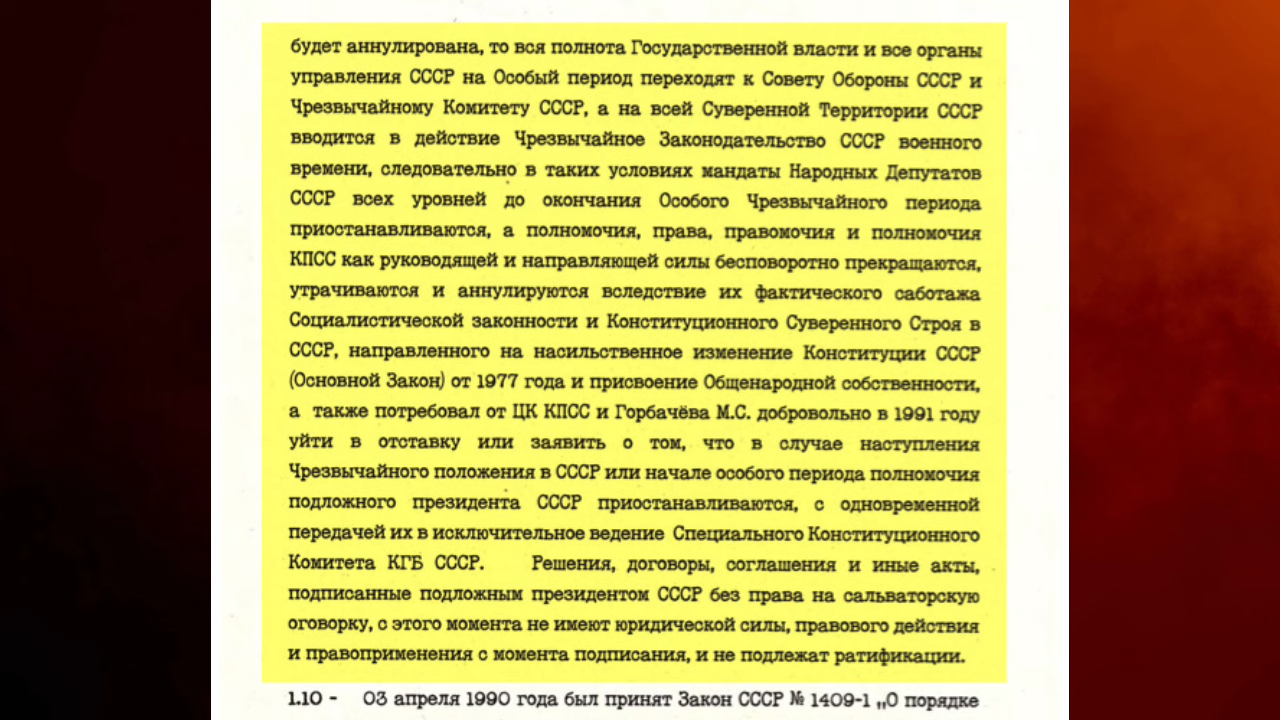 будет аннулирована, то вся полнота Государственной власти и все органы
управления СССР на Особый период переходят к Совету Обороны СССР и
Чрезвычайному Комитету СССР, а на всей Суверенной Территории СССР
вводится в действие Чрезвычайное Законодательство СССР военного
времени, следовательно в таких условиях мандаты Народных Депутатов
СССР всех уровней до окончания Особого Чрезвычайного периода
приостанавливаются, а полномочия, права, правомочия и полномочия
КПСС как руководящей и направляющей силы бесповоротно прекращаются,
утрачиваются и аннулируются вследствие их фактического саботажа
Социалистической законности и Конституционного Суверенного Строя в
СССР, направленного на насильственное изменение Конституции СССР
(Основной Закон) от 1977 года и присвоение Общенародной собственности,
а также потребовал от ЦК КПСС и Горбачёва М.С. добровольно в 1991 году
уйти в отставку или заявить о том, что в случае наступления
Чрезвычайного положения в СССР или начале особого периода полномочия
подложного президента СССР приостанавливаются, с одновременной
передачей их в исключительное ведение Специального Конституционного
Комитета КГБ СССР. Решения, договоры, соглашения и иные акты,
подписанные подложным президентом СССР без права на сальваторскую
оговорку, с этого момента не имеют юридической силы, правового действия
и правоприменения с момента подписания, и не подлежат ратификации.
1.10 - 03 апреля 1990 года был принят Закон СССР № 1409-1 „О порядке